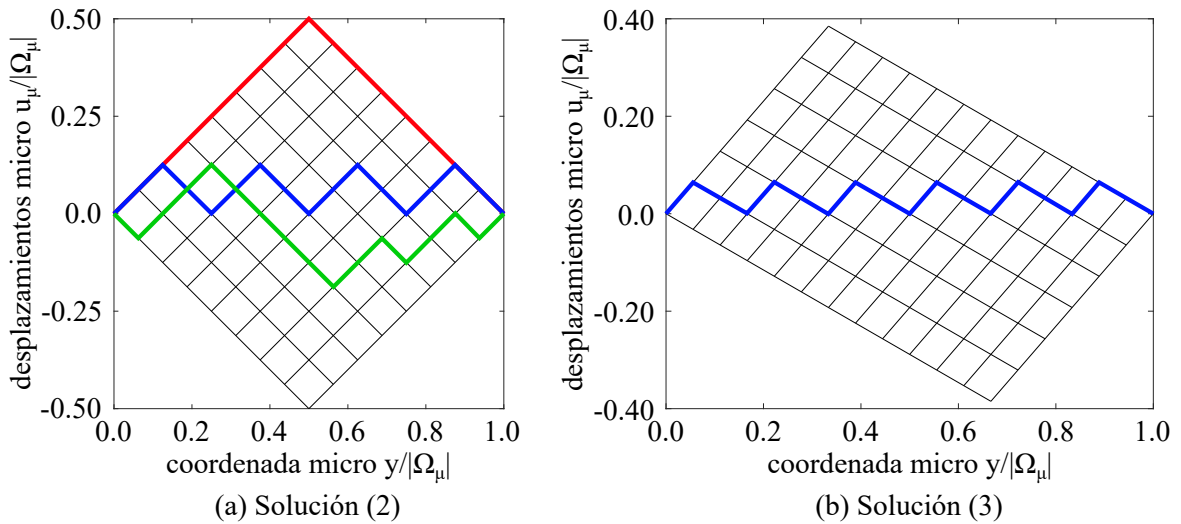 desplazamientos micro uμ/|Ωμ|
0.50
0.25
0.0
-0.25
-0.50
0.0 0.2 0.4 0.6 0.8 1.0
coordenada micro y/|Ωμ|
(a) Solución (2)
desplazamientos micro uμ/|Ωμ|
0.40
0.20
0.0
-0.20
-0.40
0.0 0.2 0.4 0.6 0.8 1.0
coordenada micro y/|Ωμ|
(b) Solución (3)